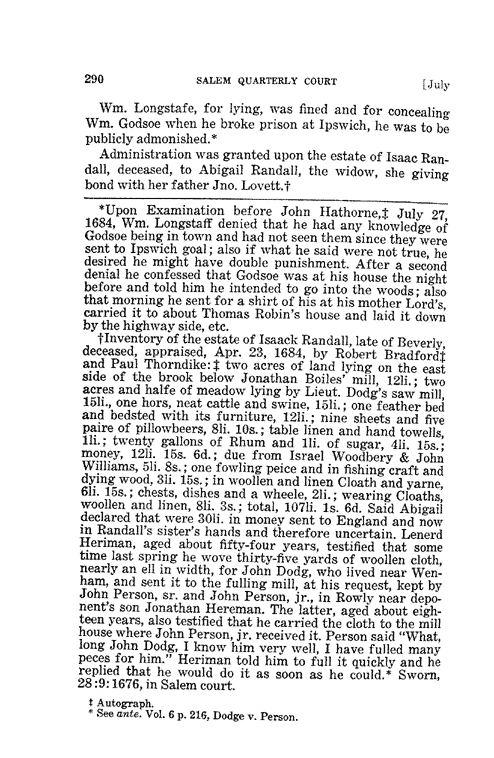 290 SALEM QUARTERLY COURT [July
Wm. Longstafe, for lying, was fined and for concealing
Wm. Godsoe when he broke prison at Ipswich, he was to be
publicly admonished.*
Administration was granted upon the estate of Isaac Ran-
dall, deceased, to Abigail Randall, the widow, she giving
bond with her father Jno. Lovett.†
*Upon Examination before John Hathorne,‡ July 27,
1684, Wm. Longstaff denied that he had any knowledge of
Godsoe being in town and had not seen them since they were
sent to Ipswich goal; also if what he said were not true, he
desired he might have double punishment. After a second
denial he confessed that Godsoe was at his house the night
before and told him he intended to go into the woods; also
that morning he sent for a shirt of his at his mother Lord's,
carried it to about Thomas Robin's house and laid it down
by the highway side, etc.
†Inventory of the estate of Isaack Randall, late of Beverly,
deceased, appraised, Apr. 23, 1684, by Robert Bradford‡
and Paul Thorndike:‡ two acres of land lying on the east
side of the brook below Jonathan Boiles' mill, 12li.; two
acres and halfe of meadow lying by Lieut. Dodg's saw mill,
15li., one hors, neat cattle and swine, 15li.; one feather bed
and bedsted with its furniture, 12li.; nine sheets and five
paire of pillowbeers, 8li. 10s.; table linen and hand towells,
1li.; twenty gallons of Rhum and 1li. of sugar, 4li. 15s.;
money, 12li. 15s. 6d.; due from Israel Woodbery & John
Williams, 5li. 8s.; one fowling peice and in fishing craft and
dying wood, 3li. 15s.; in woollen and linen Cloath and yarne,
6li. 15s.; chests, dishes and a wheele, 2li.; wearing Cloaths,
woollen and linen, 8li. 3s.; total, 107li. 1s. 6d. Said Abigail
declared that were 30li. in money sent to England and now
in Randall's sister's hands and therefore uncertain. Lenerd
Heriman, aged about fifty-four years, testified that some
time last spring he wove thirty-five yards of woollen cloth,
nearly an ell in width, for John Dodg, who lived near Wen-
ham, and sent it to the fulling mill, at his request, kept by
John Person, sr. and John Person, jr., in Rowly near depo-
nent's son Jonathan Hereman. The latter, aged about eigh-
teen years, also testified that he carried the cloth to the mill
house where John Person, jr. received it. Person said "What,
long John Dodg, I know him very well, I have fulled many
peces for him." Heriman told him to full it quickly and he
replied that he would do it as soon as he could.* Sworn,
28:9:1676, in Salem court.
‡ Autograph.
* See ante. Vol. 6 p. 216, Dodge v. Person.